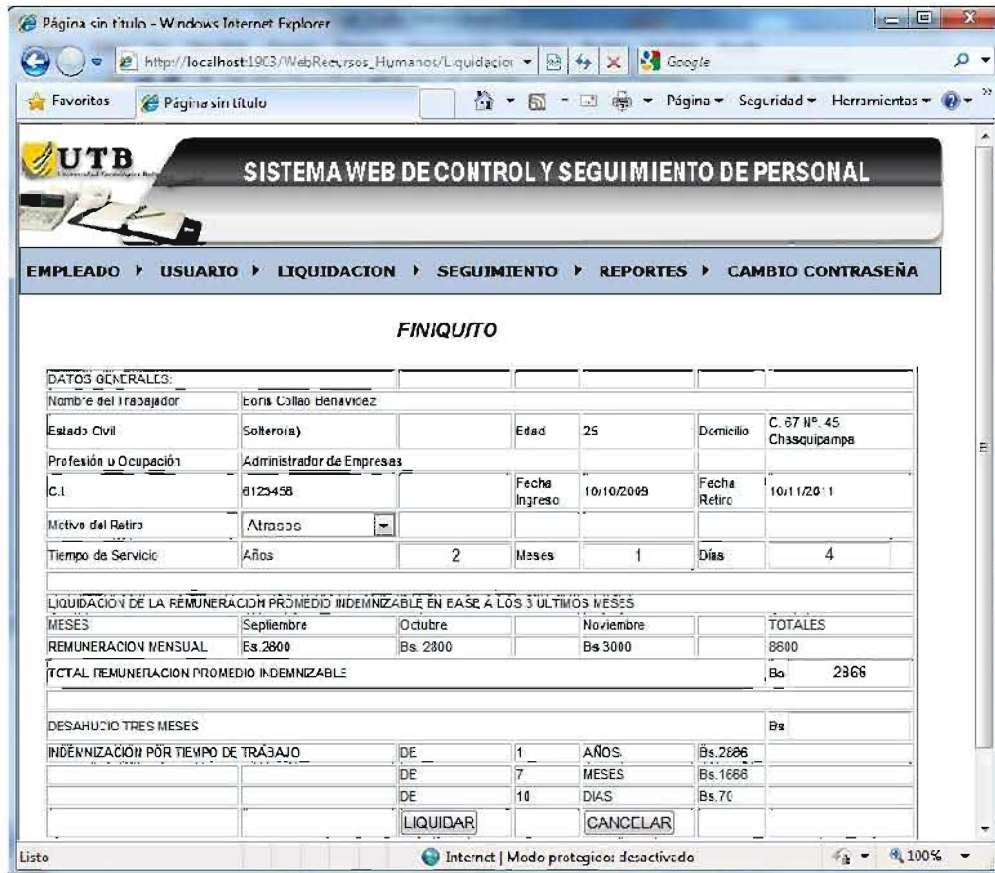 Página sin título - Windows Internet Explorer
http://localhost:1903/WebRecursos_Humanos/Liquidacion
Google
Favoritos Página sin título Página Seguridad Herramientas
UTB
SISTEMA WEB DE CONTROL Y SEGUIMIENTO DE PERSONAL
EMPLEADO USUARIO LIQUIDACION SEGUIMIENTO REPORTES CAMBIO CONTRASEÑA
FINIQUITO
DATOS GENERALES:
Nombre del Trabajador Boris Collao Benavidez
Estado Civil Soltero(a) Edad 25 Domicilio C. 67 Nº. 45 Chasquipampa
Profesión u Ocupación Administrador de Empresas
C.I. 6123456 Fecha Ingreso 10/10/2009 Fecha Retiro 10/11/2011
Motivo del Retiro Atrasos
Tiempo de Servicio Años 2 Meses 1 Días 4
LIQUIDACION DE LA REMUNERACION PROMEDIO INDEMNIZABLE EN BASE A LOS 3 ULTIMOS MESES
MESES Septiembre Octubre Noviembre TOTALES
REMUNERACION MENSUAL Bs.2800 Bs. 2800 Bs.3000 8600
TOTAL REMUNERACION PROMEDIO INDEMNIZABLE Bs 2866
DESAHUCIO TRES MESES Bs
INDEMNIZACIÓN POR TIEMPO DE TRABAJO DE 1 AÑOS Bs.2866
DE 7 MESES Bs.1666
DE 10 DIAS Bs.70
LIQUIDAR CANCELAR
Listo Internet | Modo protegido: desactivado 100%